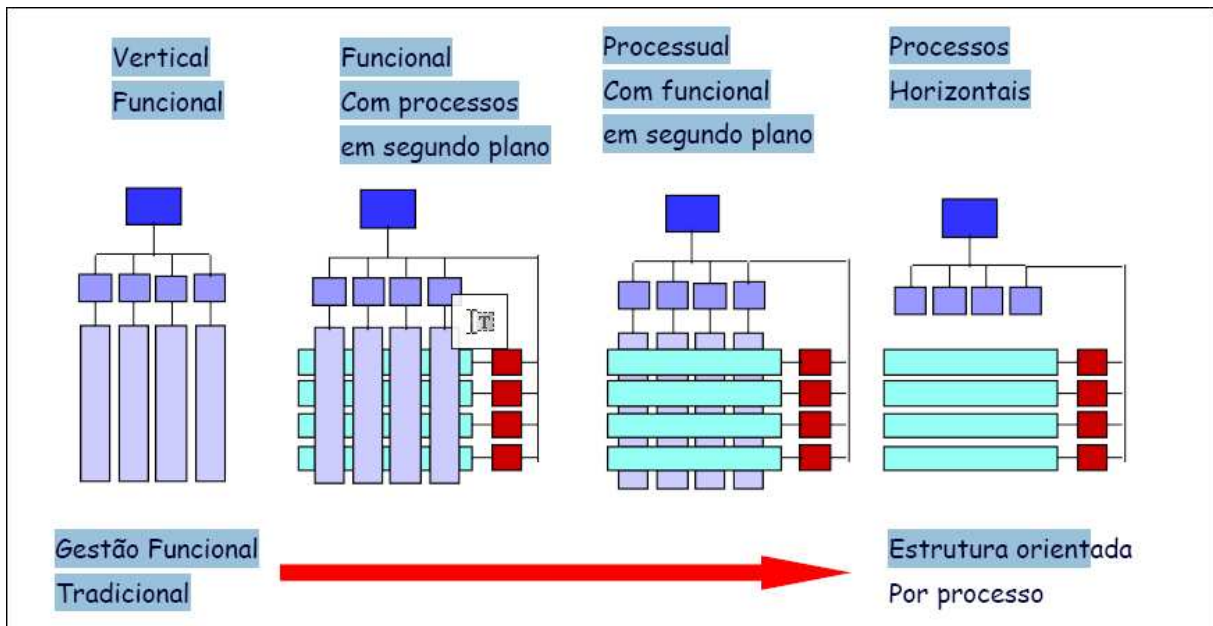 Vertical
Funcional
Funcional
Com processos
em segundo plano
Processual
Com funcional
em segundo plano
Processos
Horizontais
T
Gestão Funcional
Tradicional
Estrutura orientada
Por processo